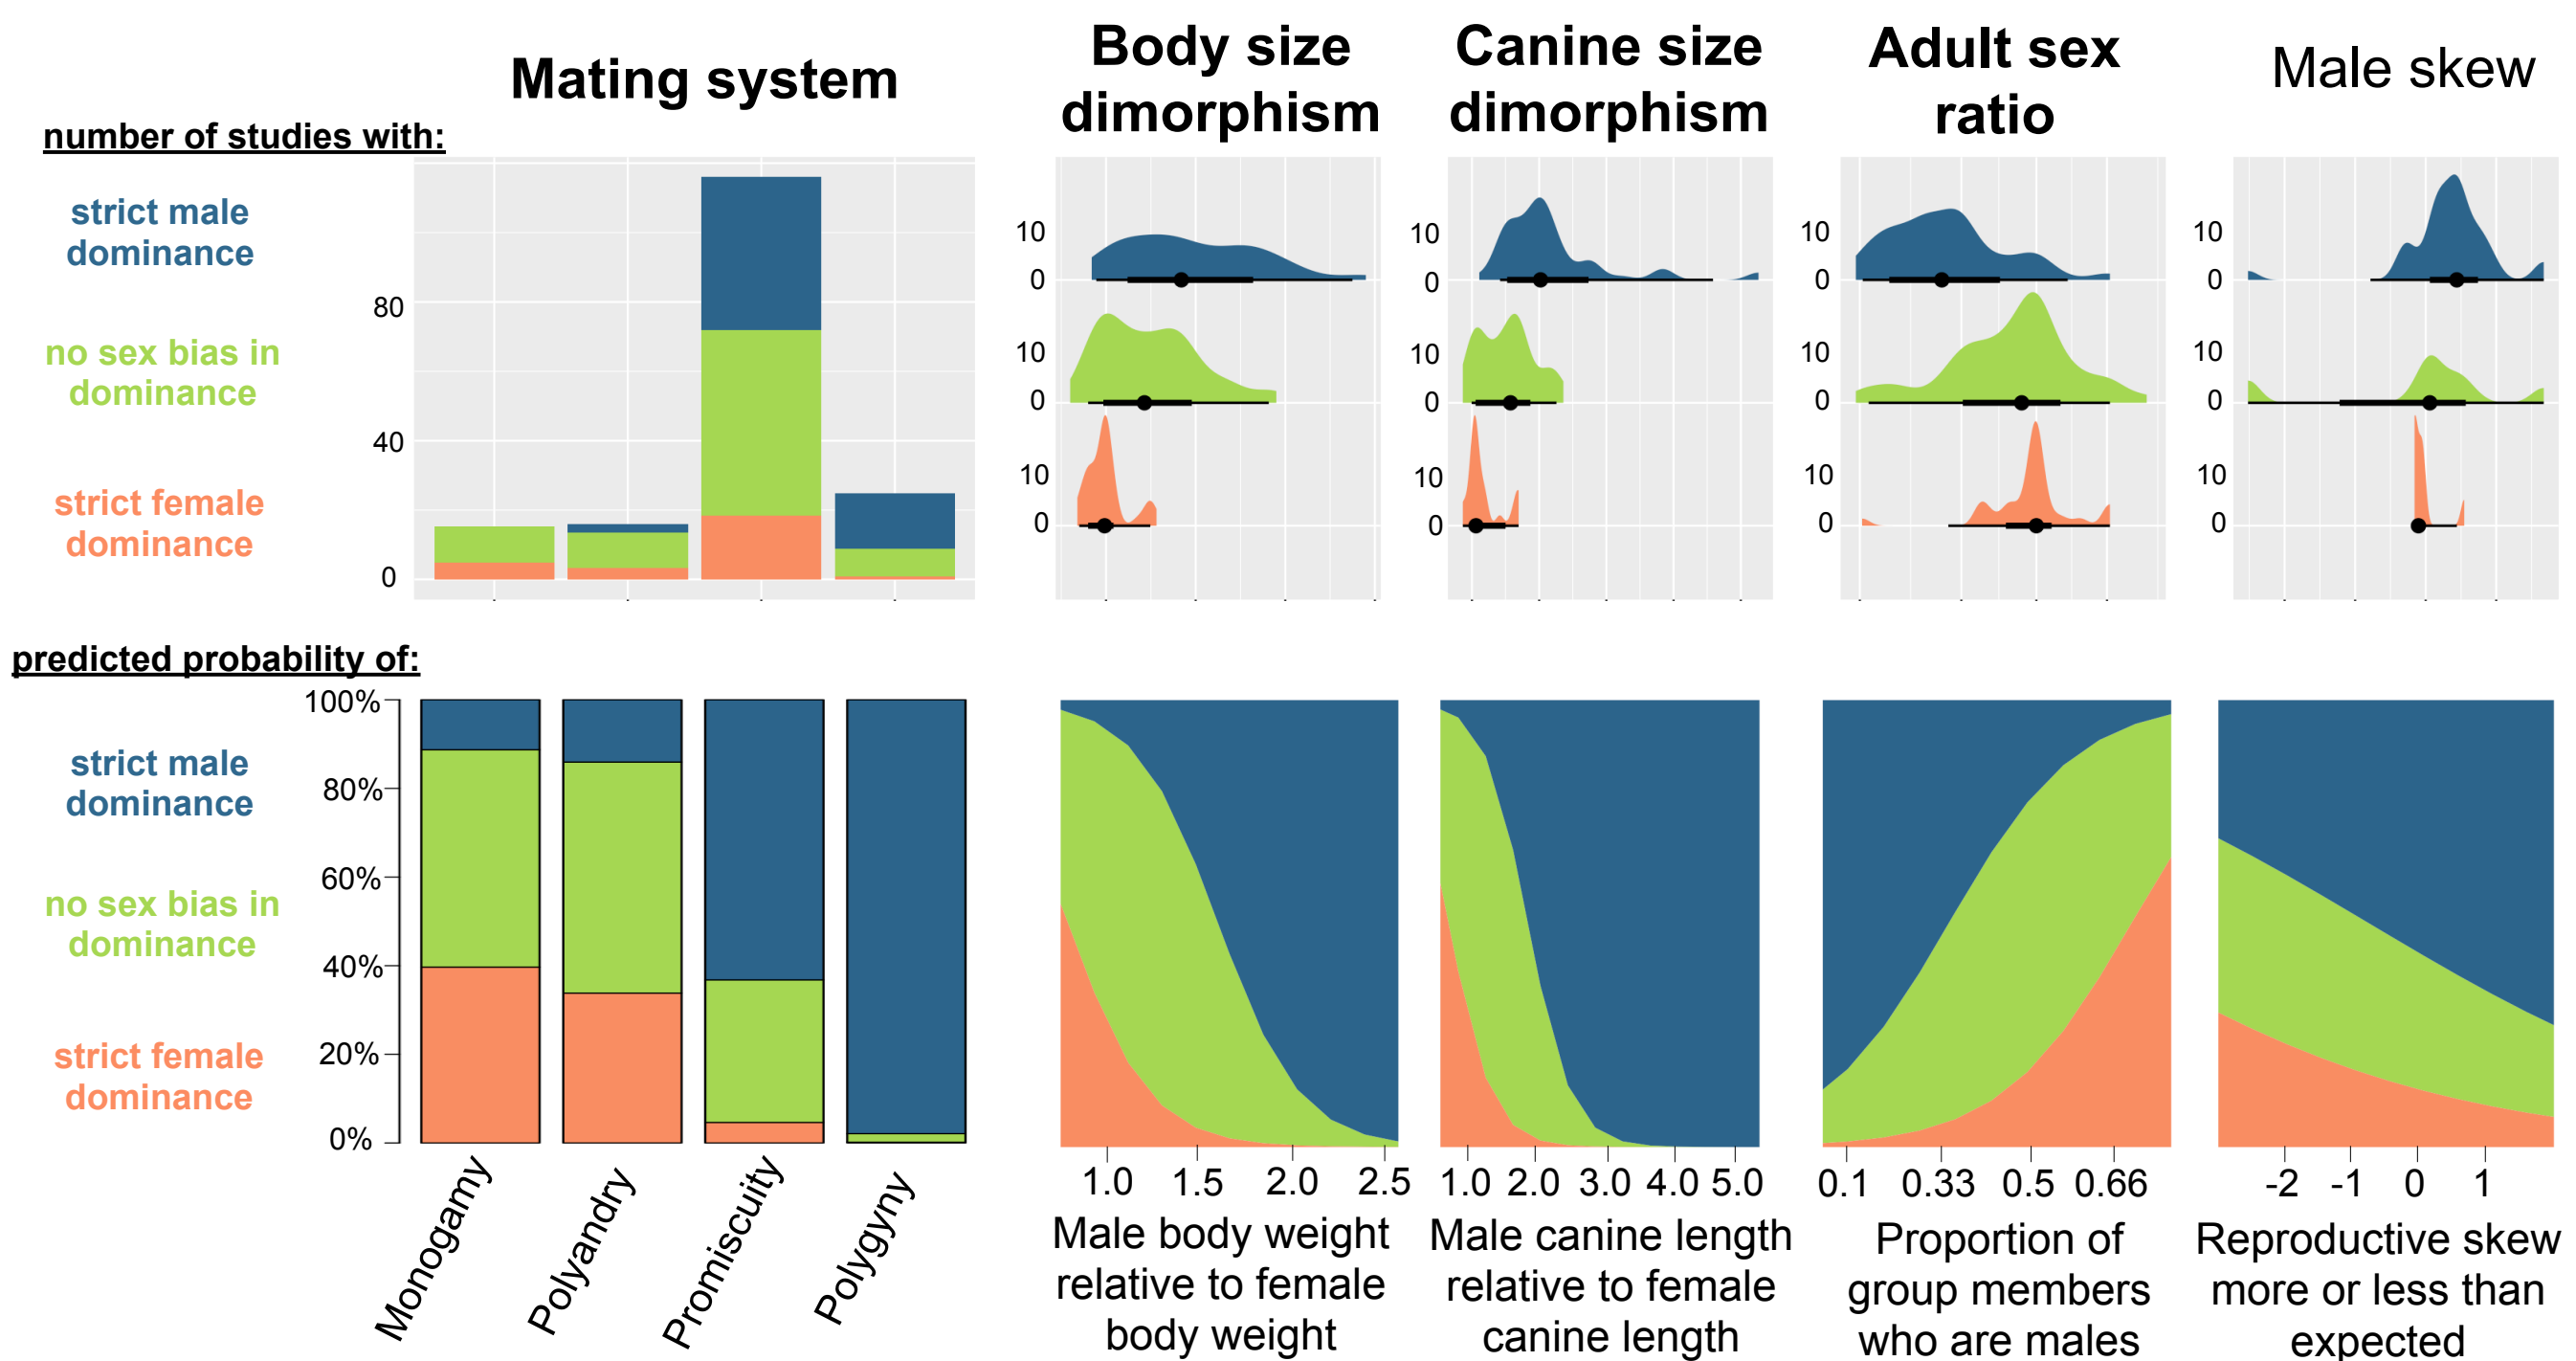 Mating system
Body size
dimorphism
Canine size
dimorphism
Adult sex
ratio
Male skew
number of studies with:
strict male
dominance
no sex bias in
dominance
strict female
dominance
80
40
0
10
0
10
0
10
0
10
0
10
0
10
0
10
0
10
0
10
0
10
0
10
0
10
0
predicted probability of:
strict male
dominance
no sex bias in
dominance
strict female
dominance
100%
80%
60%
40%
20%
0%
Monogamy
Polyandry
Promiscuity
Polygyny
1.0 1.5 2.0 2.5
Male body weight
relative to female
body weight
1.0 2.0 3.0 4.0 5.0
Male canine length
relative to female
canine length
0.1 0.33 0.5 0.66
Proportion of
group members
who are males
-2 -1 0 1
Reproductive skew
more or less than
expected